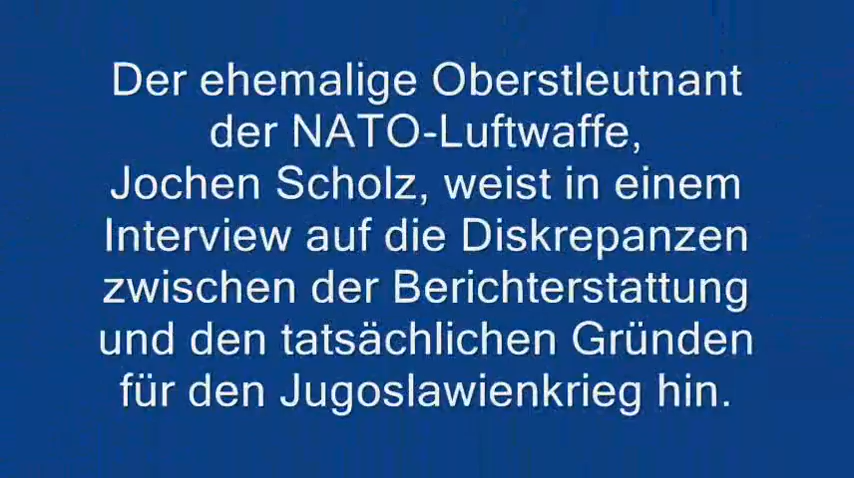 Der ehemalige Oberstleutnant
der NATO-Luftwaffe,
Jochen Scholz, weist in einem
Interview auf die Diskrepanzen
zwischen der Berichterstattung
und den tatsächlichen Gründen
für den Jugoslawienkrieg hin.